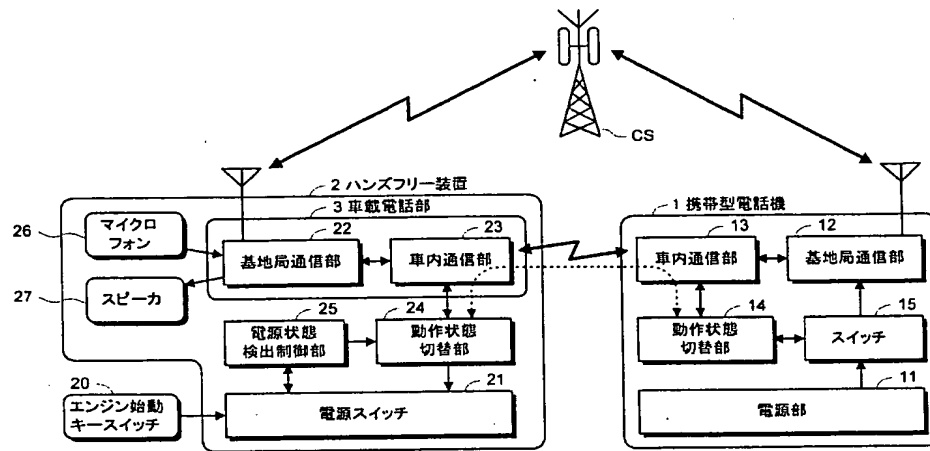 CS
2 ハンズフリー装置
3 車載電話部
26
マイクロ
フォン
22
基地局通信部
23
車内通信部
27
スピーカ
25
電源状態
検出制御部
24
動作状態
切替部
20
エンジン始動
キースイッチ
21
電源スイッチ
1 携帯型電話機
13
車内通信部
12
基地局通信部
14
動作状態
切替部
15
スイッチ
11
電源部